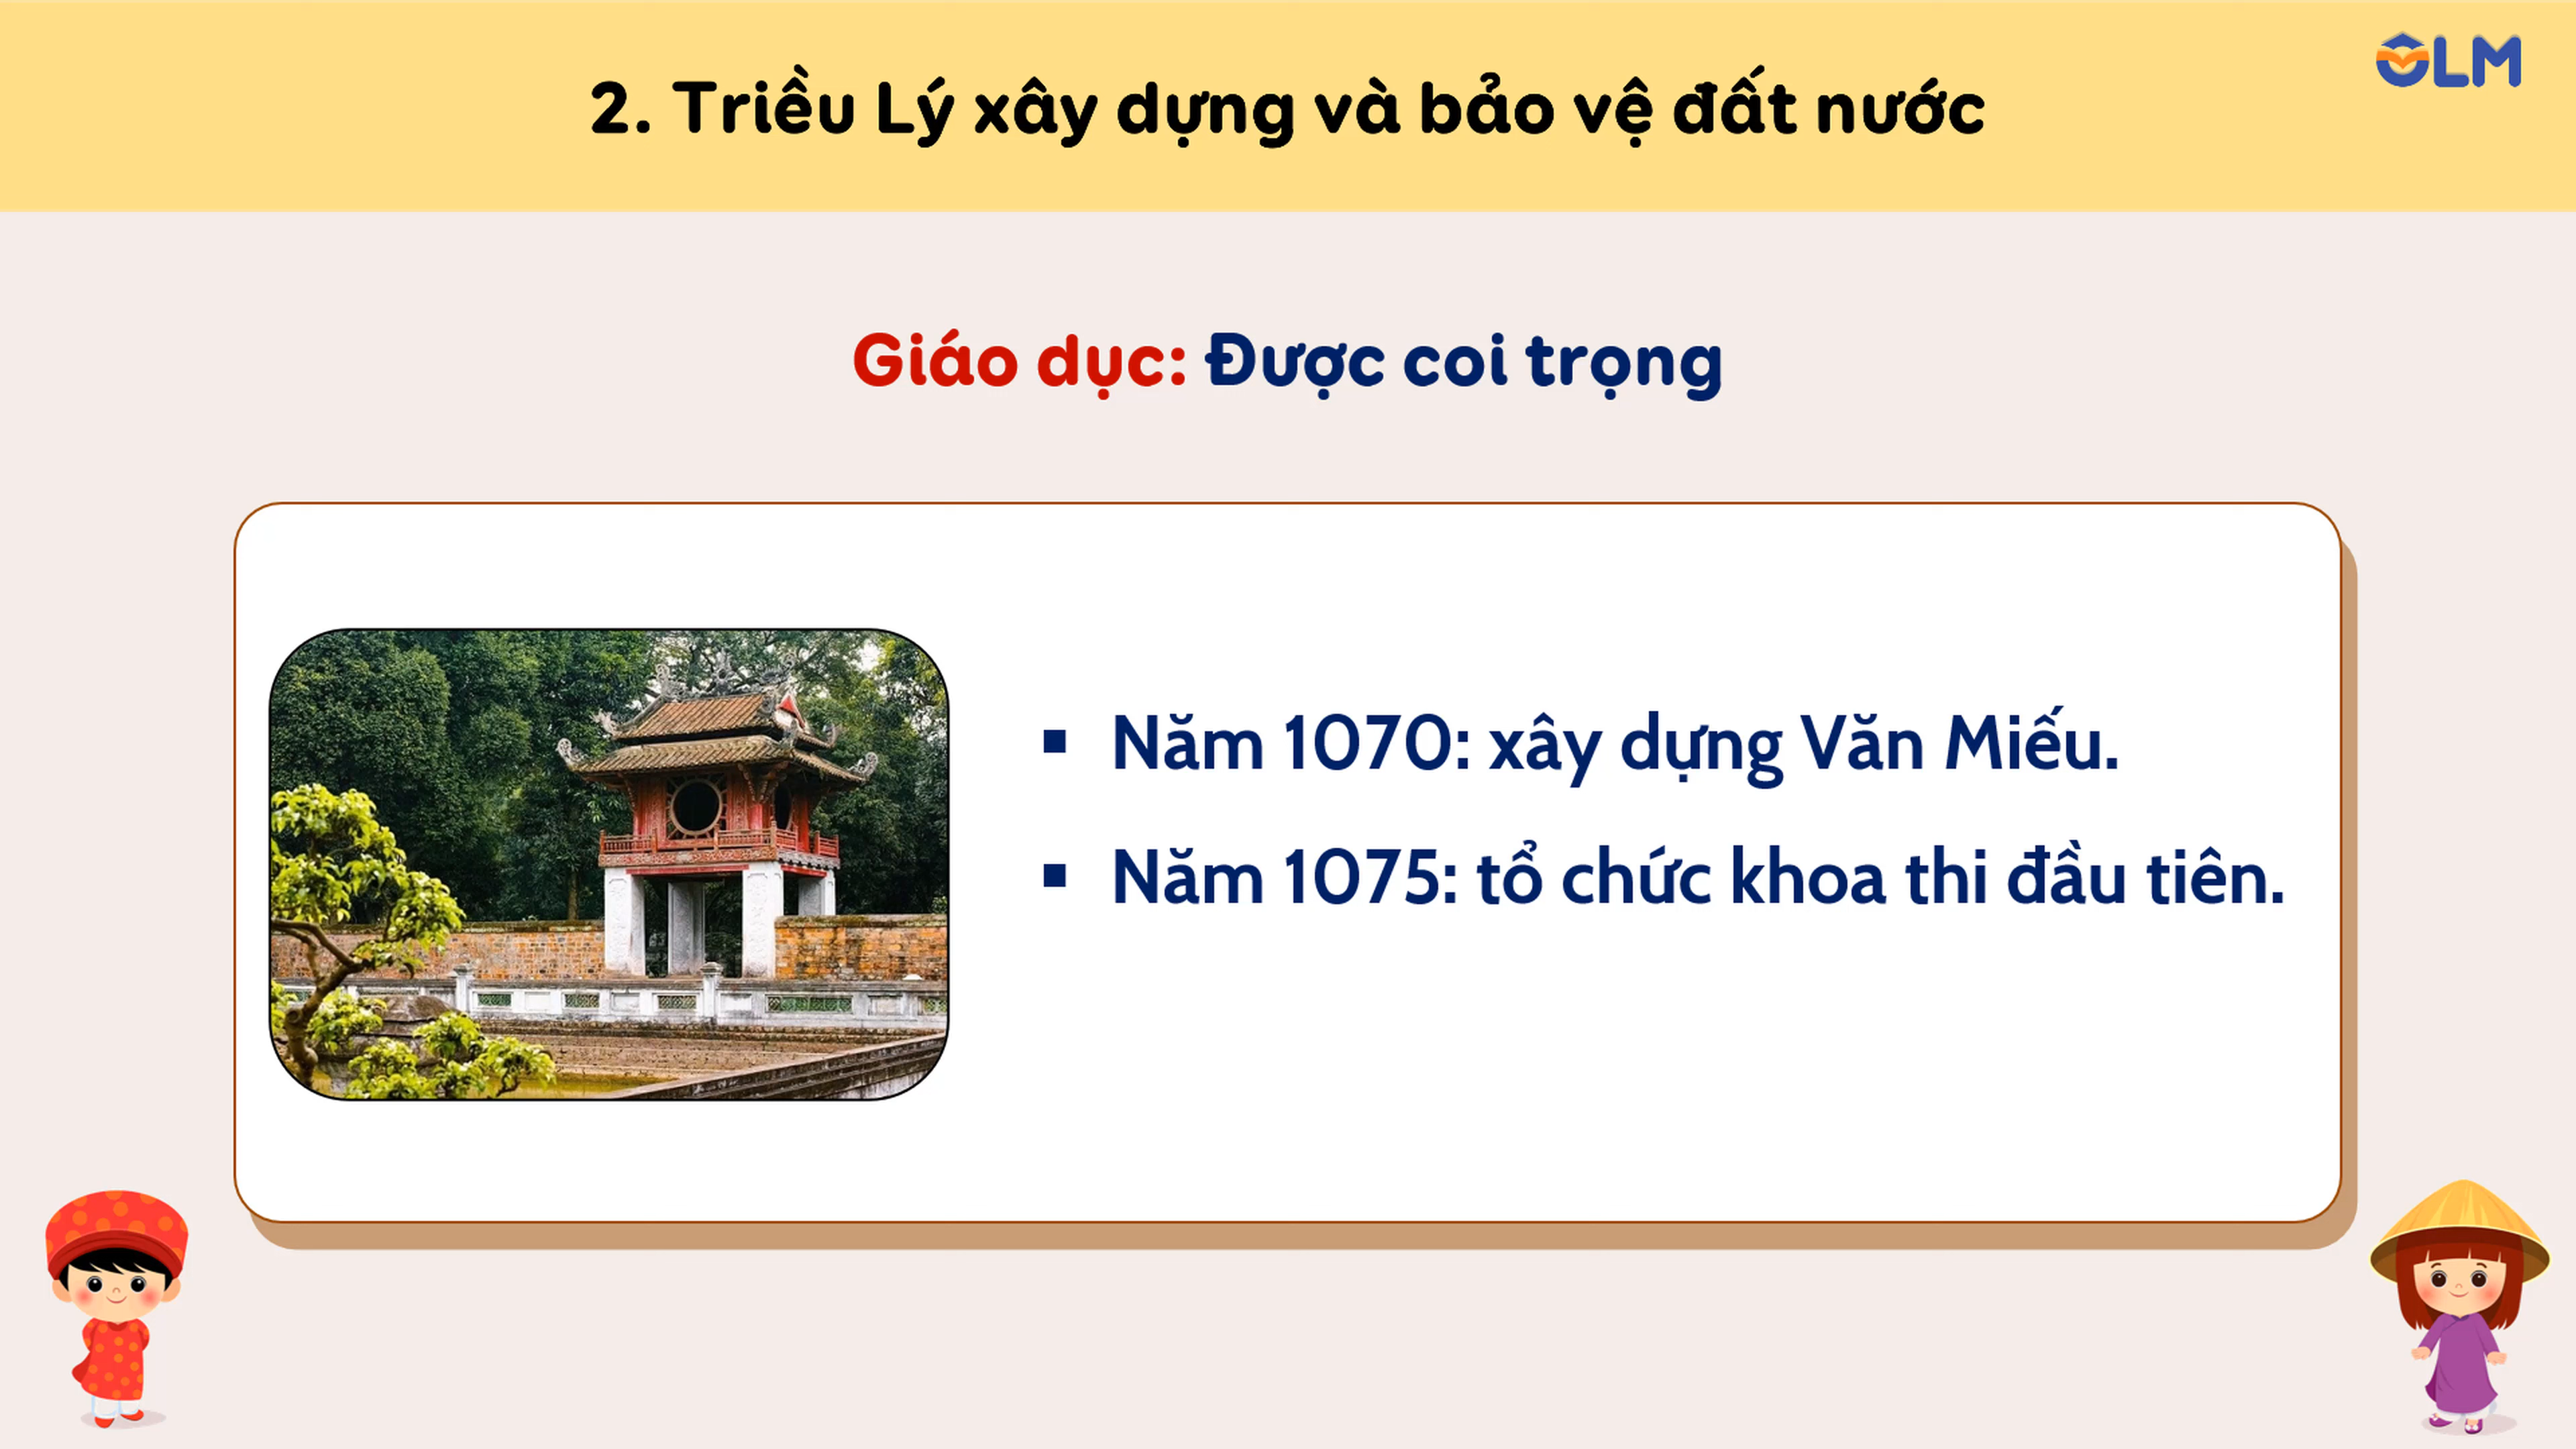 OLM
2. Triều Lý xây dựng và bảo vệ đất nước
Giáo dục: Được coi trọng
▪ Năm 1070: xây dựng Văn Miếu.
▪ Năm 1075: tổ chức khoa thi đầu tiên.